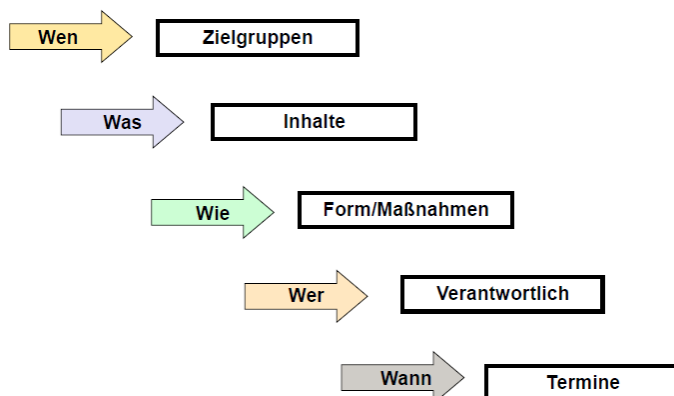 Wen Zielgruppen
Was Inhalte
Wie Form/Maßnahmen
Wer Verantwortlich
Wann Termine